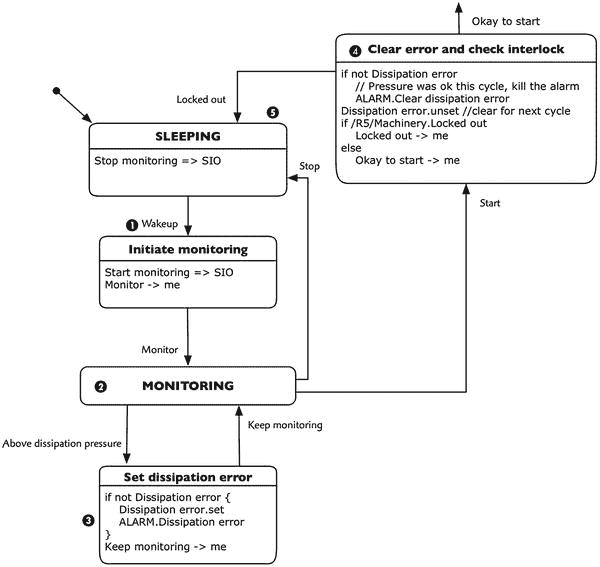 Okay to start
4 Clear error and check interlock
if not Dissipation error
// Pressure was ok this cycle, kill the alarm
ALARM.Clear dissipation error
Dissipation error.unset //clear for next cycle
if /R5/Machinery.Locked out
Locked out -> me
else
Okay to start -> me
Locked out
5
SLEEPING
Stop monitoring => SIO
Stop
Start
1 Wakeup
Initiate monitoring
Start monitoring => SIO
Monitor -> me
Monitor
2 MONITORING
Keep monitoring
Above dissipation pressure
Set dissipation error
3
if not Dissipation error {
Dissipation error.set
ALARM.Dissipation error
}
Keep monitoring -> me